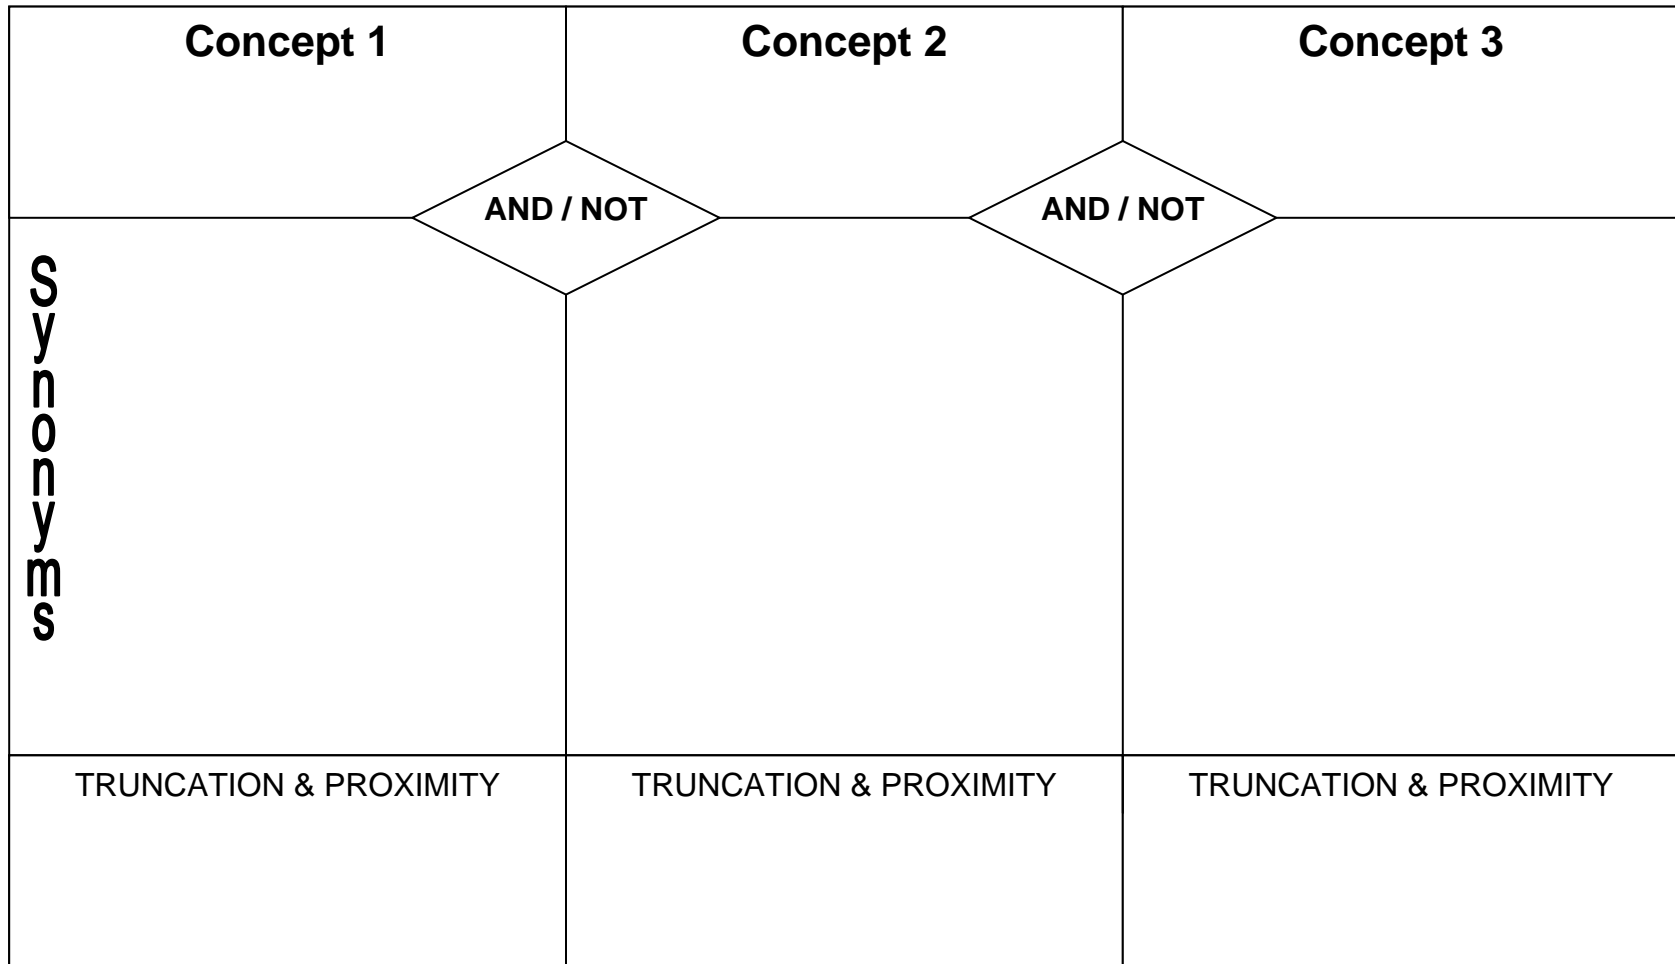 Concept 1
Concept 2
Concept 3
AND / NOT
AND / NOT
Synonyms
TRUNCATION & PROXIMITY
TRUNCATION & PROXIMITY
TRUNCATION & PROXIMITY